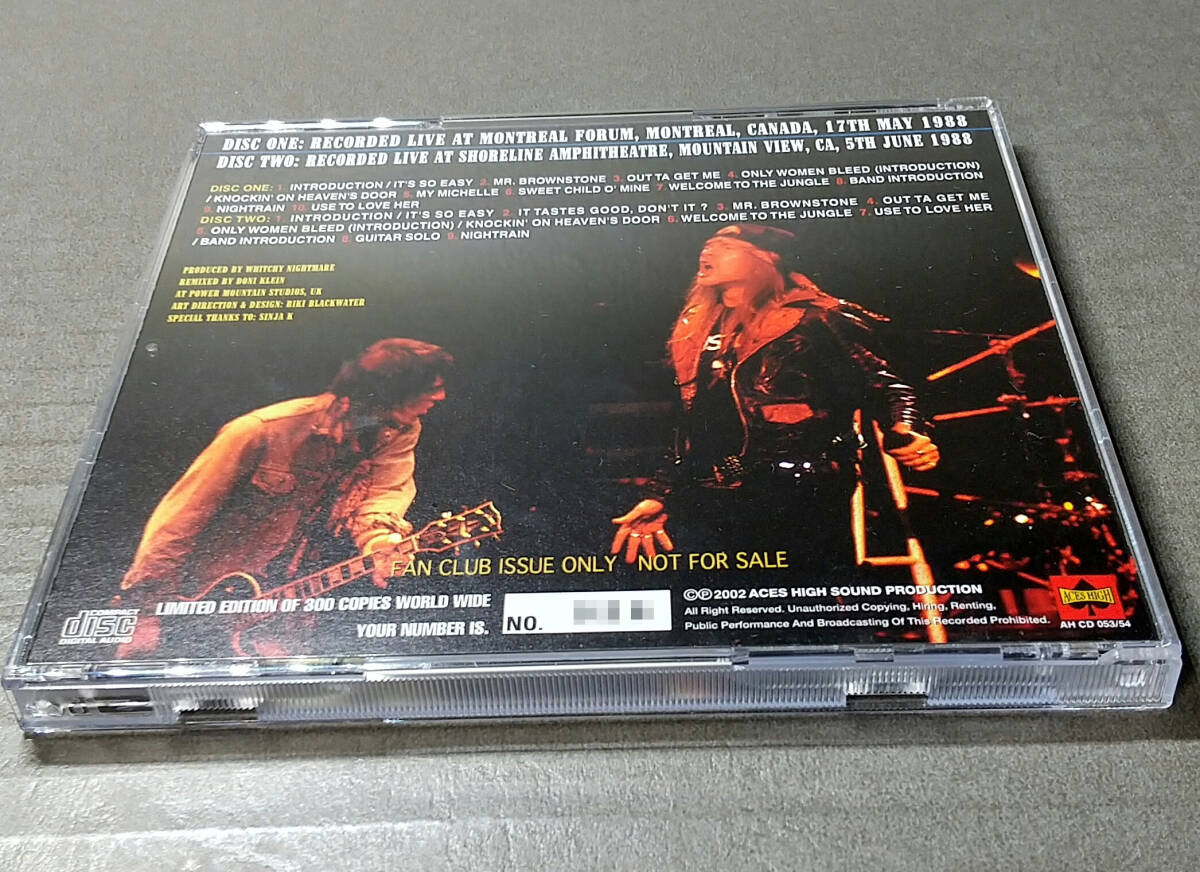 DISC ONE: RECORDED LIVE AT MONTREAL FORUM, MONTREAL, CANADA, 17TH MAY 1988
DISC TWO: RECORDED LIVE AT SHORELINE AMPHITHEATRE, MOUNTAIN VIEW, CA, 5TH JUNE 1988
DISC ONE: 1. INTRODUCTION / IT'S SO EASY 2. MR. BROWNSTONE 3. OUT TA GET ME 4. ONLY WOMEN BLEED (INTRODUCTION)
/ KNOCKIN' ON HEAVEN'S DOOR 5. MY MICHELLE 6. SWEET CHILD O' MINE 7. WELCOME TO THE JUNGLE 8. BAND INTRODUCTION
9. NIGHTRAIN 10. USE TO LOVE HER
DISC TWO: 1. INTRODUCTION / IT'S SO EASY 2. IT TASTES GOOD, DON'T IT ? 3. MR. BROWNSTONE 4. OUT TA GET ME
5. ONLY WOMEN BLEED (INTRODUCTION) / KNOCKIN' ON HEAVEN'S DOOR 6. WELCOME TO THE JUNGLE 7. USE TO LOVE HER
/ BAND INTRODUCTION 8. GUITAR SOLO 9. NIGHTRAIN
PRODUCED BY WHITCHY NIGHTMARE
REMIXED BY DONI KLEIN
AT POWER MOUNTAIN STUDIOS, UK
ART DIRECTION & DESIGN: RIKI BLACKWATER
SPECIAL THANKS TO: SINJA K
FAN CLUB ISSUE ONLY NOT FOR SALE
LIMITED EDITION OF 300 COPIES WORLD WIDE
YOUR NUMBER IS.
NO.
©℗2002 ACES HIGH SOUND PRODUCTION
All Right Reserved. Unauthorized Copying, Hiring, Renting,
Public Performance And Broadcasting Of This Recorded Prohibited.
ACES HIGH
AH CD 053/54
COMPACT
disc
DIGITAL AUDIO